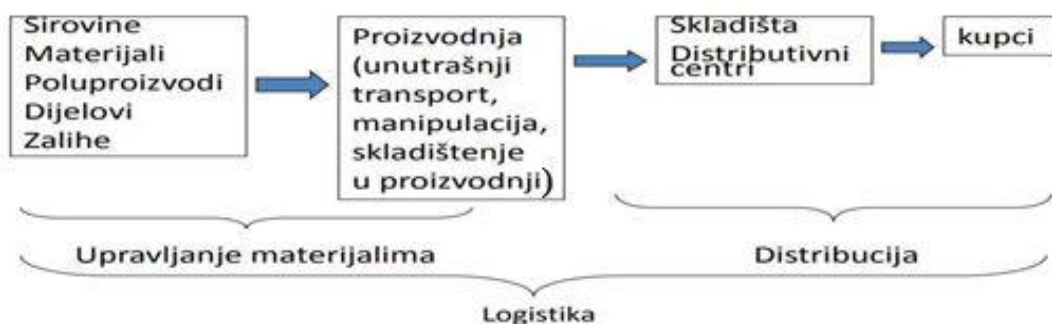 Sirovine
Materijali
Poluproizvodi
Dijelovi
Zalihe
Proizvodnja
(unutrašnji
transport,
manipulacija,
skladištenje
u proizvodnji)
Skladišta
Distributivni
centri
kupci
Upravljanje materijalima
Distribucija
Logistika